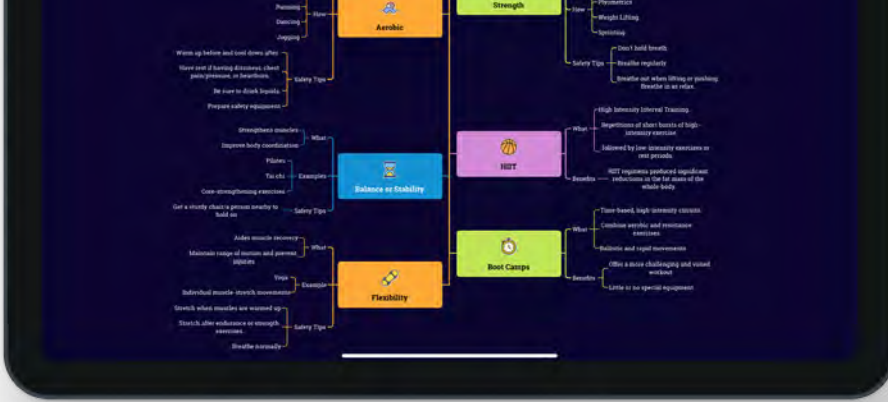 Running
Dancing
Jogging
How
Aerobic
Warm up before and cool down after
Have rest if having dizziness, chest
pain/pressure, or heartburn.
Be sure to drink liquids
Prepare safety equipment
Safety Tips
Strengthens muscles
Improve body coordination
What
Pilates
Tai chi
Core-strengthening exercises
Examples
Get a sturdy chair/a person nearby to
hold on
Safety Tips
Balance or Stability
Aides muscle recovery
Maintain range of motion and prevent
injuries
What
Yoga
Individual muscle-stretch movements
Example
Stretch when muscles are warmed up
Stretch after endurance or strength
exercises
Breathe normally
Safety Tips
Flexibility
Strength
How
Plyometrics
Weight Lifting
Sprinting
Safety Tips
Don't hold breath
Breathe regularly
Breathe out when lifting or pushing.
Breathe in as relax.
HIIT
What
High Intensity Interval Training
Repetitions of short bursts of high-
intensity exercise
Followed by low-intensity exercises or
rest periods
Benefits
HIIT regimens produced significant
reductions in the fat mass of the
whole-body.
Boot Camps
What
Time-based, high-intensity circuits
Combine aerobic and resistance
exercises
Ballistic and rapid movements
Benefits
Offer a more challenging and varied
workout
Little or no special equipment